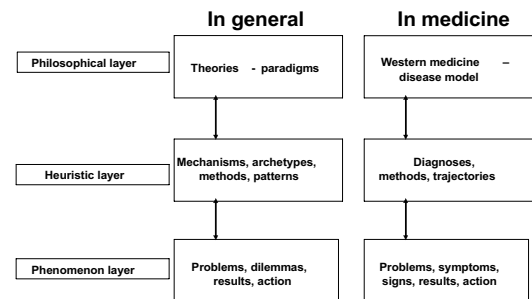 In general
In medicine
Philosophical layer
Theories - paradigms
Western medicine –
disease model
Heuristic layer
Mechanisms, archetypes,
methods, patterns
Diagnoses,
methods, trajectories
Phenomenon layer
Problems, dilemmas,
results, action
Problems, symptoms,
signs, results, action